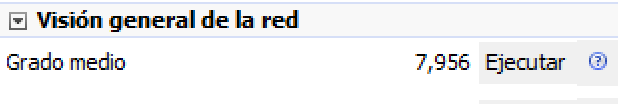 Visión general de la red
Grado medio 7,956 Ejecutar